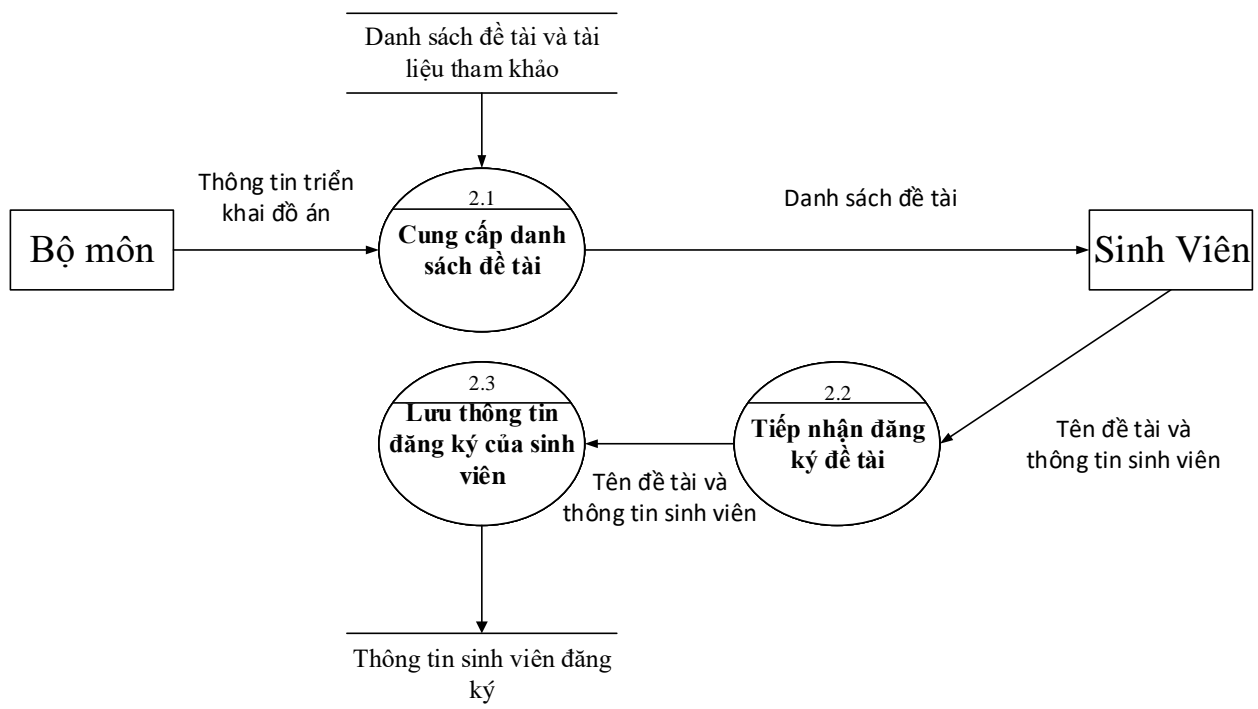 Danh sách đề tài và tài
liệu tham khảo
Thông tin triển
khai đồ án
2.1
Danh sách đề tài
Bộ môn
Cung cấp danh
sách đề tài
Sinh Viên
2.3
Lưu thông tin
đăng ký của sinh
viên
2.2
Tiếp nhận đăng
ký đề tài
Tên đề tài và
thông tin sinh viên
Tên đề tài và
thông tin sinh viên
Thông tin sinh viên đăng
ký